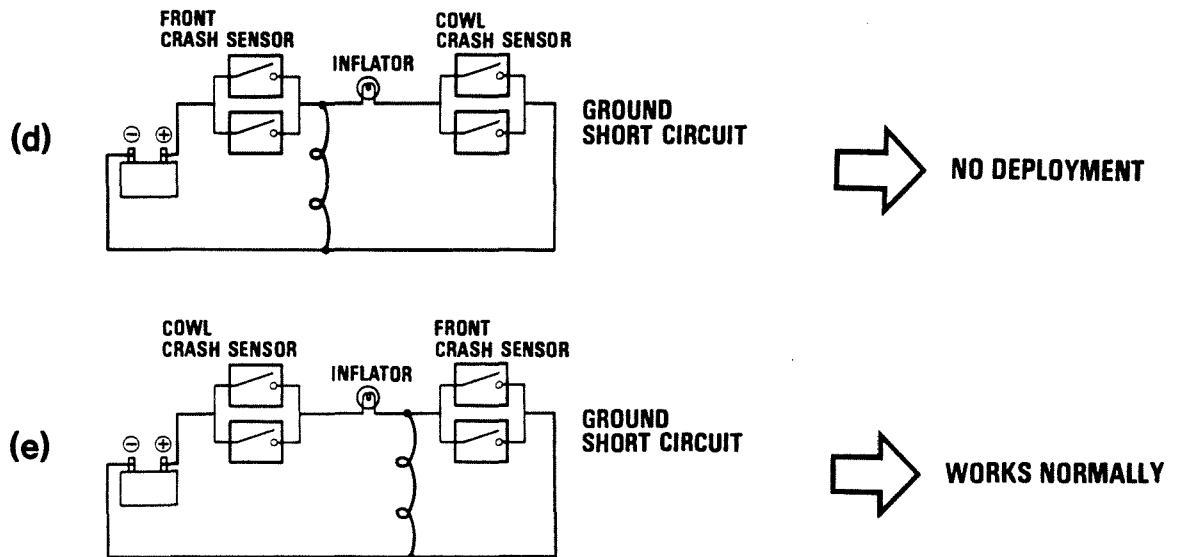 FRONT
CRASH SENSOR
COWL
CRASH SENSOR
INFLATOR
(d)
⊖ ⊕
GROUND
SHORT CIRCUIT
NO DEPLOYMENT
COWL
CRASH SENSOR
FRONT
CRASH SENSOR
INFLATOR
(e)
⊖ ⊕
GROUND
SHORT CIRCUIT
WORKS NORMALLY